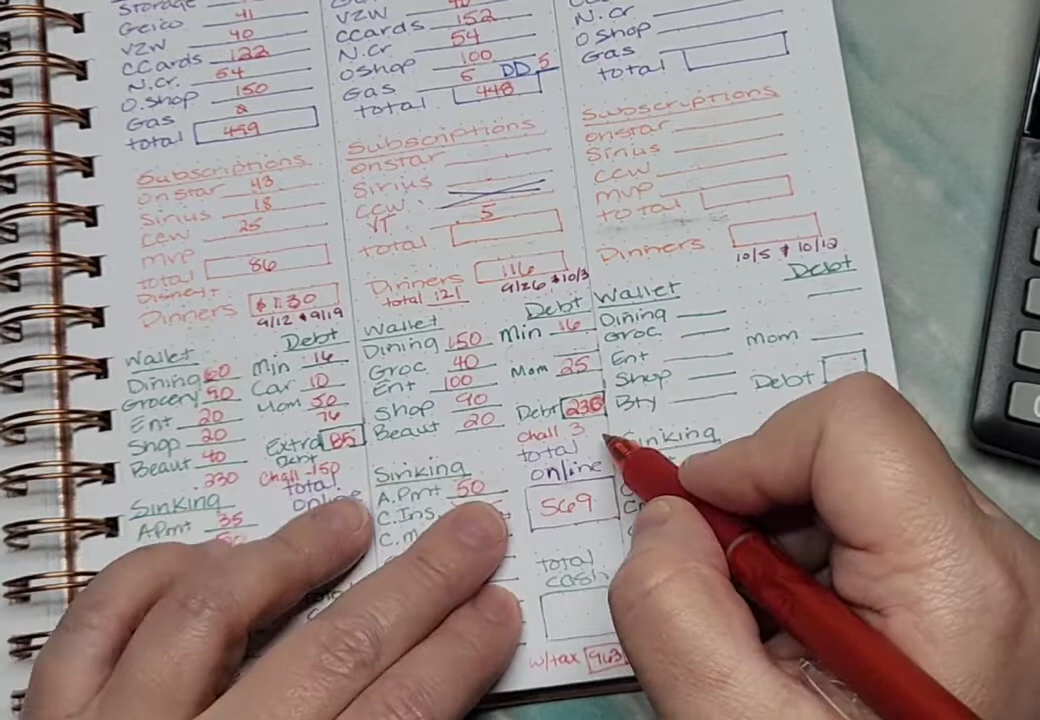 Storage
Geico 41
VZW 40
CCards 122
N.Cr. 54
O.Shop 150
Gas
total 459
Subscriptions
onstar 43
sirius 18
CCW 25
mvp
total 86
Disney+
Dinners
9/12 $ 9/19
Wallet
Dining 60
Grocery 90
Ent 20
Shop 20
Beaut 40
230
Sinking
APmt 35
Debt
Min 16
Car 10
Mom 50
76
Extra 85
Debt
Chall -150
total
online
VZW 40
CCards 152
N.Cr. 54
OShop 100
Gas 5 DD 5
total 448
Subscriptions
onstar
Sirius
CCW
YT 5
total
Dinners 116
total 121 9/26 $ 10/3
Wallet
Dining 150
Groc 40
Ent 100
Shop 90
Beaut 20
Sinking
A.Pmt 50
C.Ins.
C.m
Debt
Min 16
Mom 25
Debt 238
Chall 3
total
online
569
total
cash
w/tax 963
N.Cr
O Shop
Gas
total
Subscriptions
onstar
Sirius
CCW
mvp
total
Dinners
10/5 $ 10/12
Wallet
Dining
Groc
Ent
Shop
Bty
Sinking
Debt
Mom
Debt